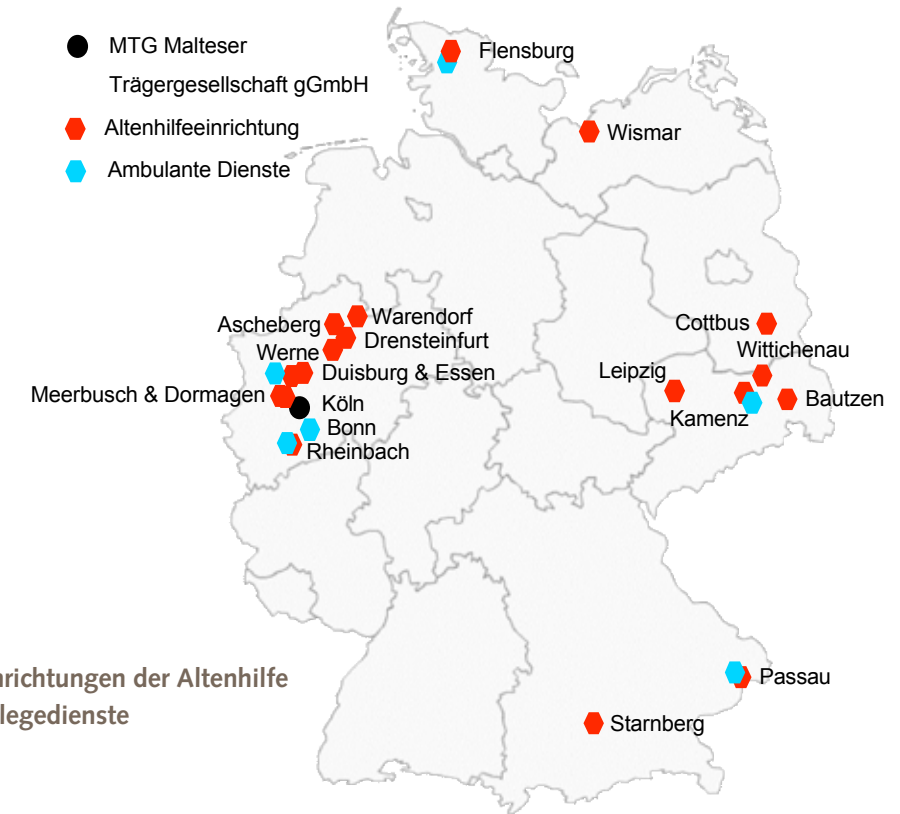 MTG Malteser
Trägergesellschaft gGmbH
Altenhilfeeinrichtung
Ambulante Dienste
Flensburg
Wismar
Ascheberg
Warendorf
Drensteinfurt
Werne
Duisburg & Essen
Meerbusch & Dormagen
Köln
Bonn
Rheinbach
Cottbus
Wittichenau
Leipzig
Kamenz
Bautzen
Passau
Starnberg
nrichtungen der Altenhilfe
legedienste